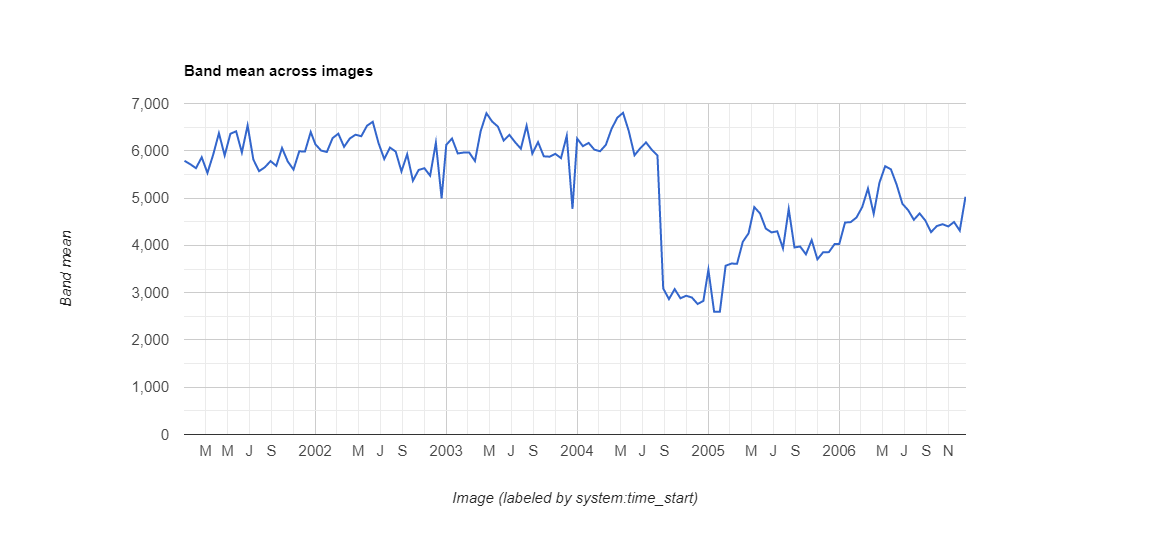 Band mean across images
7,000
6,000
5,000
4,000
3,000
2,000
1,000
0
Band mean
M M J S 2002 M J S 2003 M J S 2004 M J S 2005 M J S 2006 M J S N
Image (labeled by system:time_start)